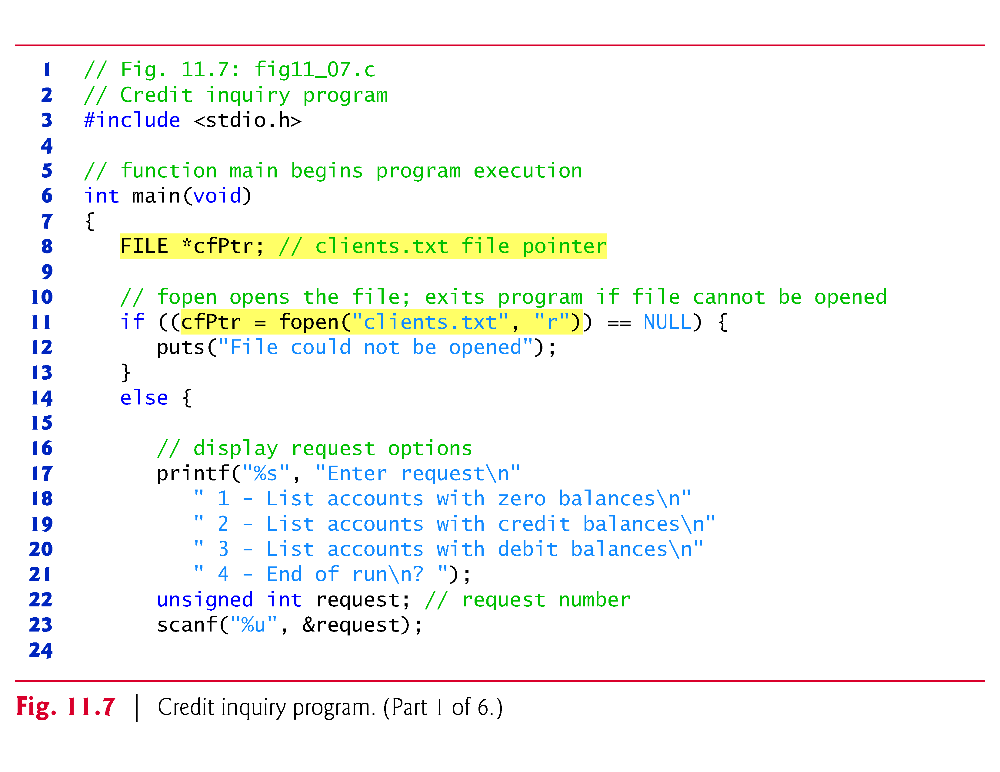 1 // Fig. 11.7: fig11_07.c
2 // Credit inquiry program
3 #include <stdio.h>
4
5 // function main begins program execution
6 int main(void)
7 {
8    FILE *cfPtr; // clients.txt file pointer
9
10    // fopen opens the file; exits program if file cannot be opened
11    if ((cfPtr = fopen("clients.txt", "r")) == NULL) {
12       puts("File could not be opened");
13    }
14    else {
15
16       // display request options
17       printf("%s", "Enter request\n"
18          " 1 - List accounts with zero balances\n"
19          " 2 - List accounts with credit balances\n"
20          " 3 - List accounts with debit balances\n"
21          " 4 - End of run\n? ");
22       unsigned int request; // request number
23       scanf("%u", &request);
24
Fig. 11.7 | Credit inquiry program. (Part 1 of 6.)